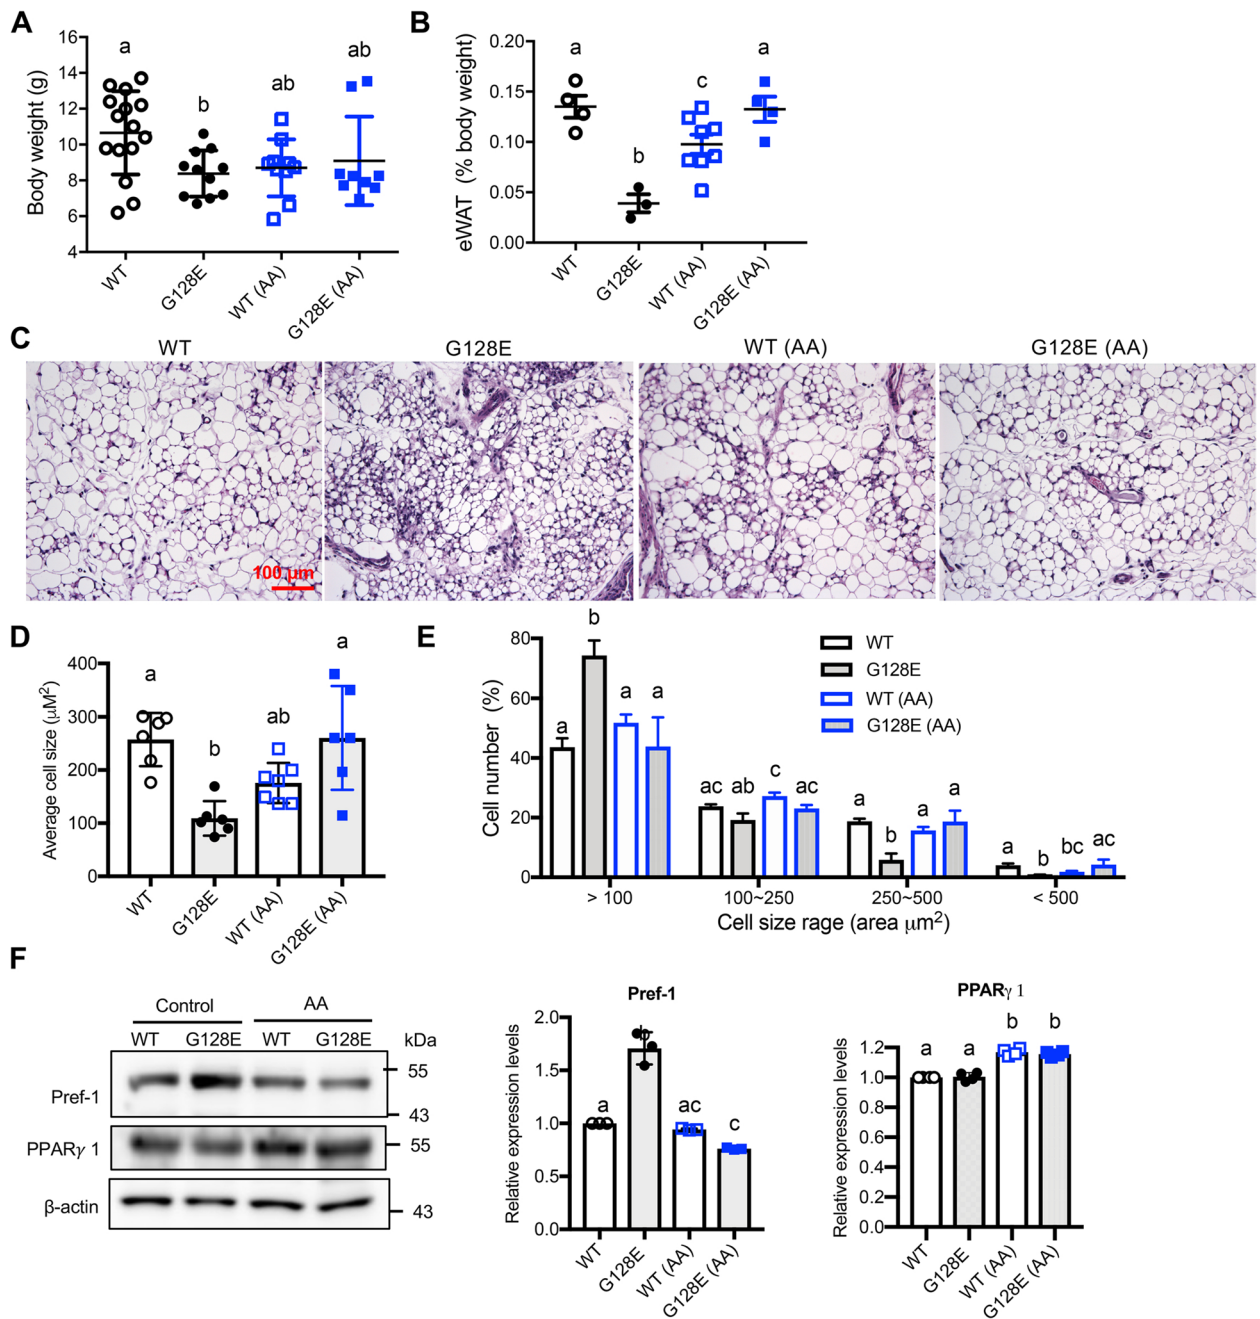 A
Body weight (g)
16
14
12
10
8
6
4
a
b
ab
ab
WT
G128E
WT (AA)
G128E (AA)
B
eWAT (% body weight)
0.20
0.15
0.10
0.05
0.00
a
b
c
a
WT
G128E
WT (AA)
G128E (AA)
C
WT
G128E
WT (AA)
G128E (AA)
100 μm
D
Average cell size (μM²)
400
300
200
100
0
a
b
ab
a
WT
G128E
WT (AA)
G128E (AA)
E
Cell number (%)
80
60
40
20
0
a
b
a
a
ac
ab
c
ac
a
b
a
a
a
b
bc
ac
> 100
100~250
250~500
< 500
Cell size rage (area μm²)
WT
G128E
WT (AA)
G128E (AA)
F
Control
AA
WT
G128E
WT
G128E
kDa
Pref-1
55
43
PPARγ 1
55
β-actin
43
Pref-1
Relative expression levels
2.0
1.5
1.0
0.5
0.0
a
b
ac
c
WT
G128E
WT (AA)
G128E (AA)
PPARγ 1
Relative expression levels
1.2
1.0
0.8
0.6
0.4
0.2
0.0
a
a
b
b
WT
G128E
WT (AA)
G128E (AA)